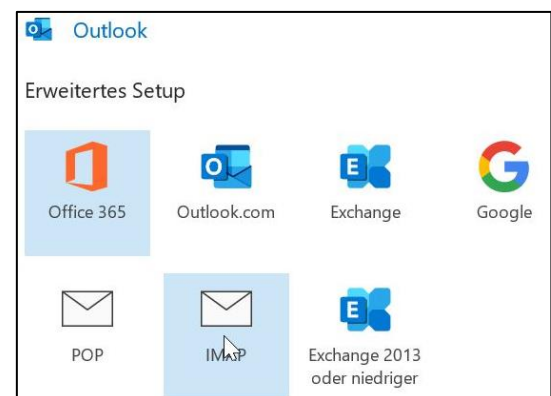 Outlook
Erweitertes Setup
Office 365
Outlook.com
Exchange
Google
POP
IMAP
Exchange 2013
oder niedriger